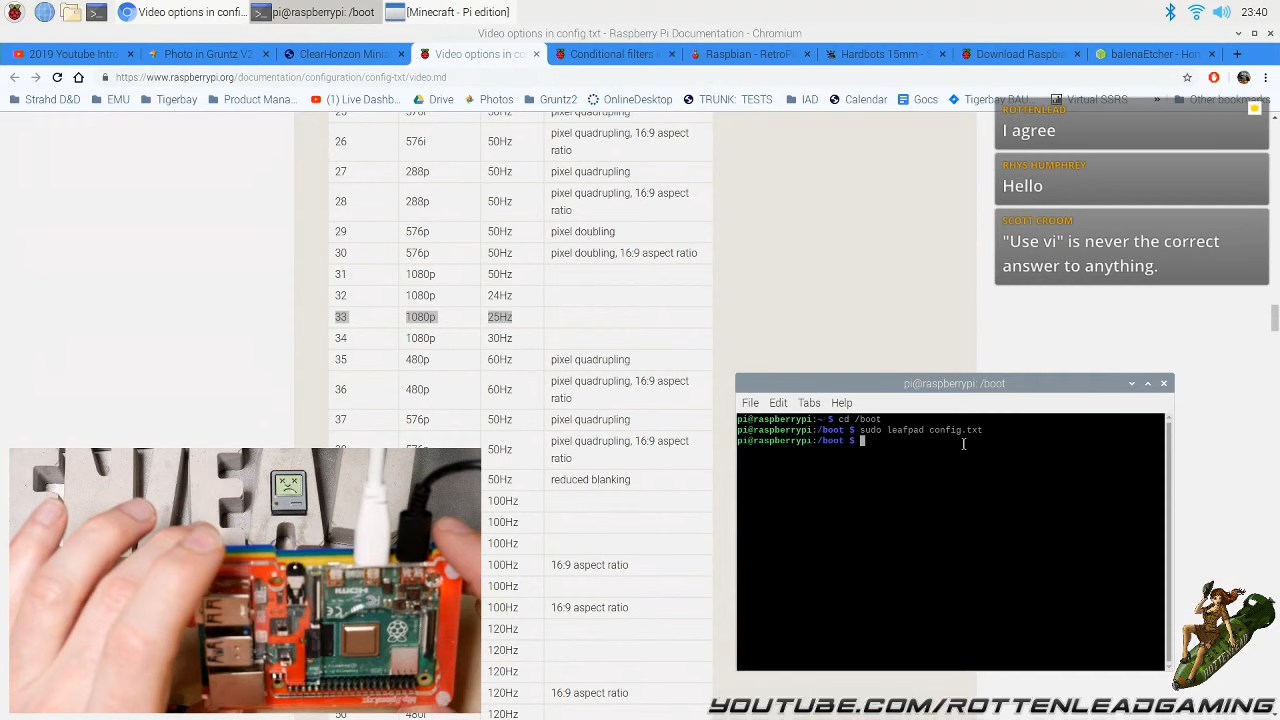 Video options in conf...
pi@raspberrypi: /boot
[Minecraft - Pi edition]
23:40
Video options in config.txt - Raspberry Pi Documentation - Chromium
2019 Youtube Intro
Photo in Gruntz V2
ClearHorizon Minia
Video options in co
Conditional filters
Raspbian - RetroPi
Hardbots 15mm - S
Download Raspbia
balenaEtcher - Hom
https://www.raspberrypi.org/documentation/configuration/config-txt/video.md
Strahd D&D
EMU
Tigerbay
Product Mana...
(1) Live Dashb...
Drive
Photos
Gruntz2
OnlineDesktop
TRUNK: TESTS
IAD
Calendar
Gocs
Tigerbay BAU...
Virtual SSRS
»
Other bookmarks
26 576i 50Hz pixel quadrupling, 16:9 aspect
ratio
27 288p 50Hz pixel quadrupling
28 288p 50Hz pixel quadrupling, 16:9 aspect
ratio
29 576p 50Hz pixel doubling
30 576p 50Hz pixel doubling, 16:9 aspect ratio
31 1080p 50Hz
32 1080p 24Hz
33 1080p 25Hz
34 1080p 30Hz
35 480p 60Hz pixel quadrupling
36 480p 60Hz pixel quadrupling, 16:9 aspect
ratio
37 576p 50Hz pixel quadrupling
50Hz pixel quadrupling, 16:9 aspect
ratio
50Hz reduced blanking
100Hz
100Hz
100Hz
100Hz 16:9 aspect ratio
100Hz
100Hz 16:9 aspect ratio
120Hz
120Hz
120Hz
120Hz 16:9 aspect ratio
ROTTENLEAD
I agree
RHYS HUMPHREY
Hello
SCOTT CROOM
"Use vi" is never the correct
answer to anything.
pi@raspberrypi: /boot
File Edit Tabs Help
pi@raspberrypi:~ $ cd /boot
pi@raspberrypi:/boot $ sudo leafpad config.txt
pi@raspberrypi:/boot $
HDMI
YOUTUBE.COM/ROTTENLEADGAMING